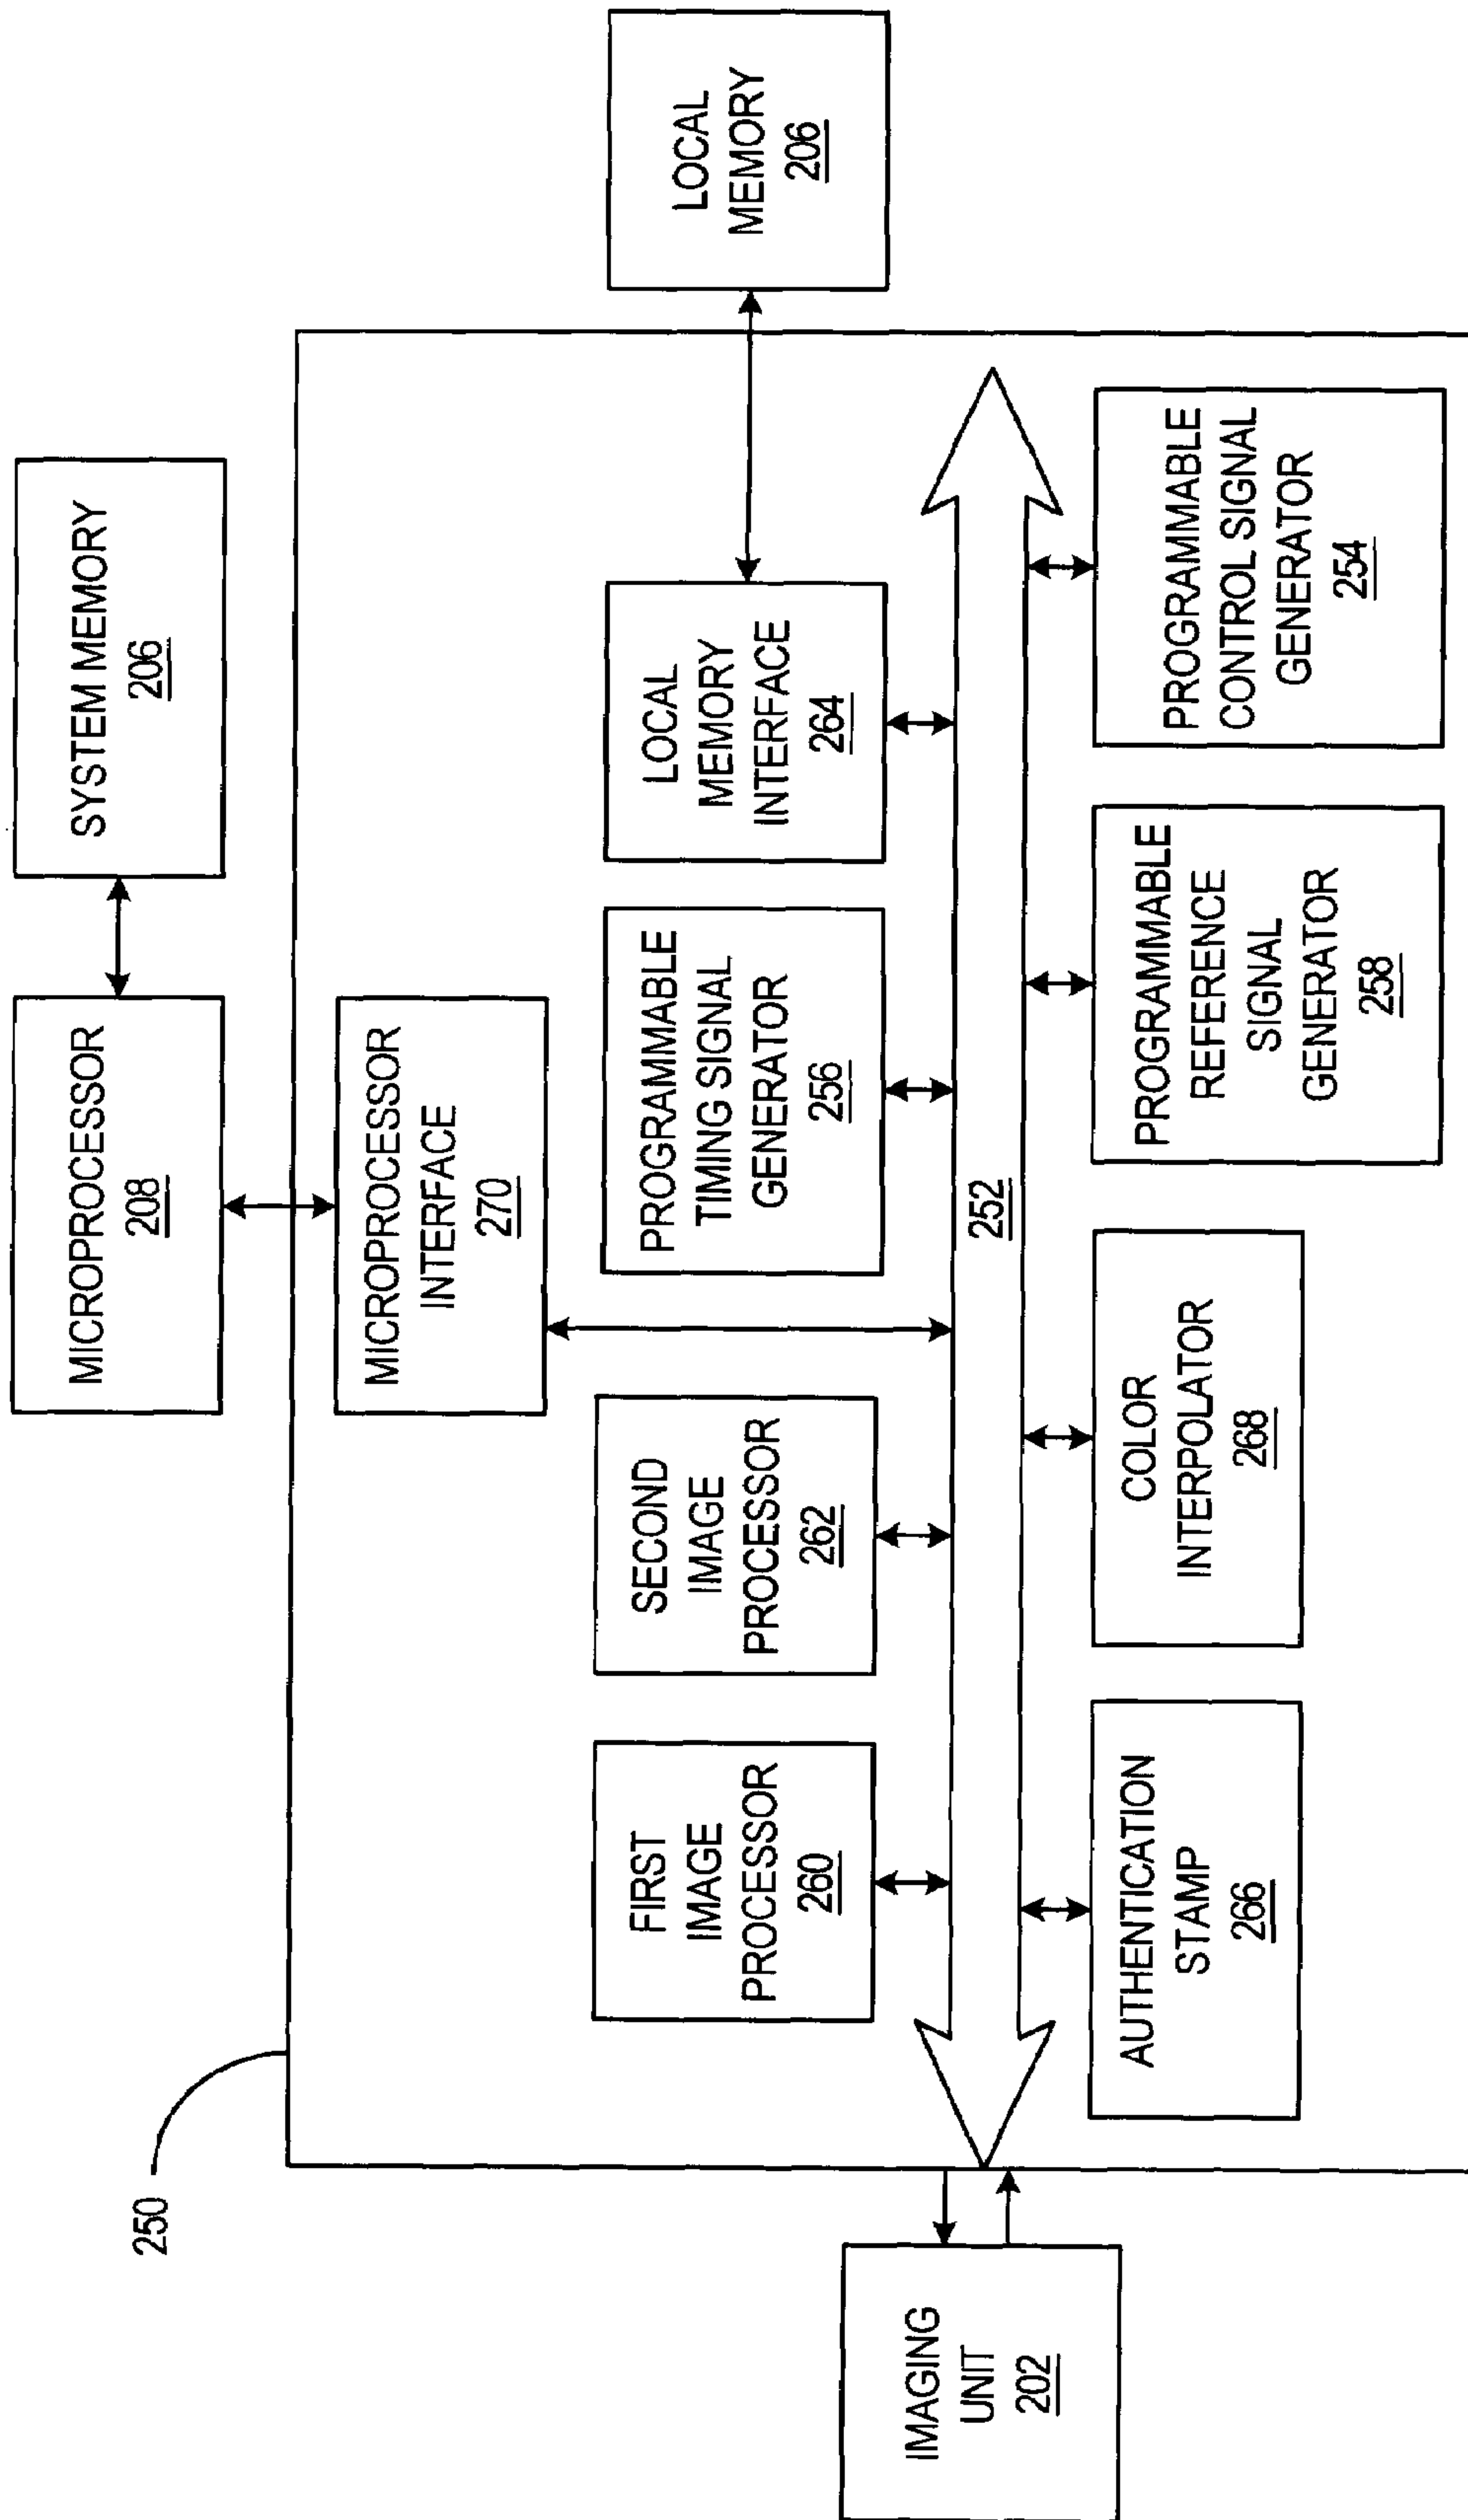 250
MICROPROCESSOR
208
SYSTEM MEMORY
206
MICROPROCESSOR
INTERFACE
270
LOCAL
MEMORY
206
FIRST
IMAGE
PROCESSOR
260
SECOND
IMAGE
PROCESSOR
262
PROGRAMMABLE
TIMING SIGNAL
GENERATOR
256
LOCAL
MEMORY
INTERFACE
264
IMAGING
UNIT
202
252
AUTHENTICATION
STAMP
266
COLOR
INTERPOLATOR
268
PROGRAMMABLE
REFERENCE
SIGNAL
GENERATOR
258
PROGRAMMABLE
CONTROL SIGNAL
GENERATOR
254